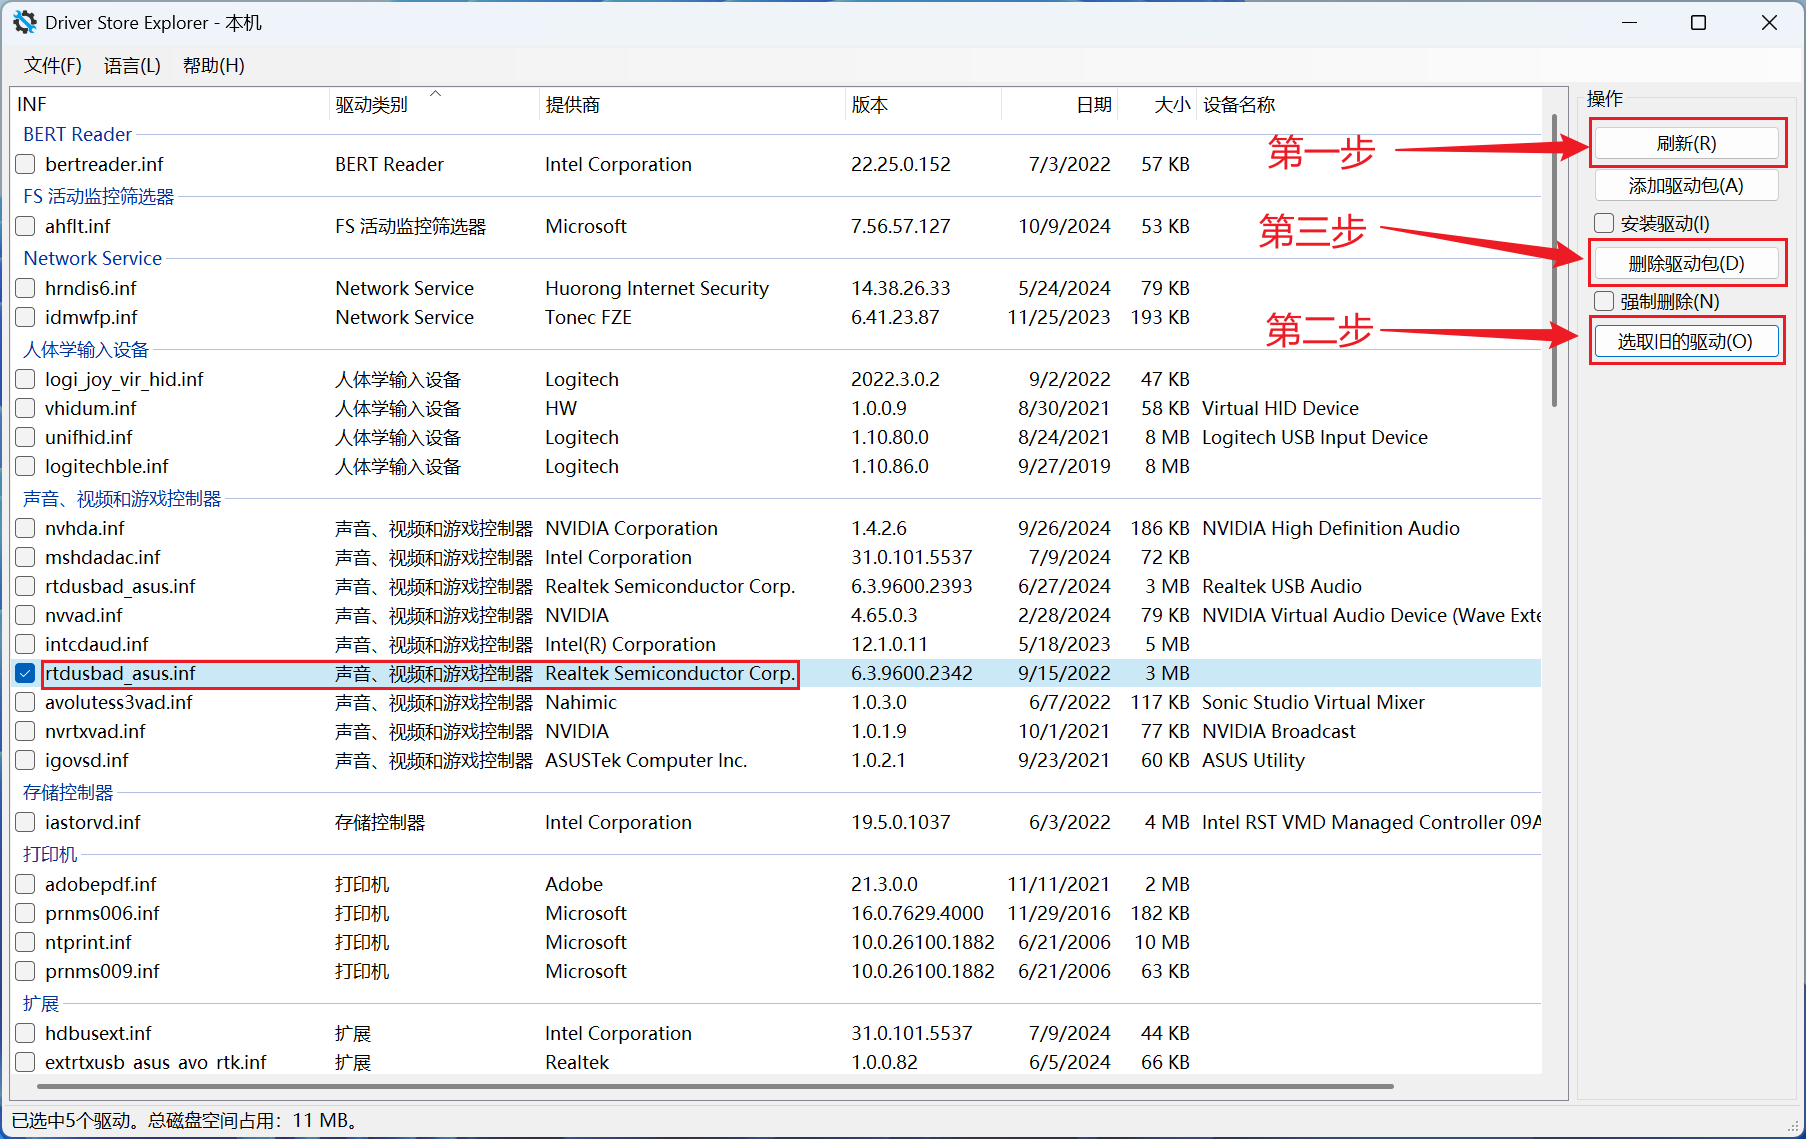 Driver Store Explorer - 本机
文件(F) 语言(L) 帮助(H)
INF 驱动类别 提供商 版本 日期 大小 设备名称
BERT Reader
bertreader.inf BERT Reader Intel Corporation 22.25.0.152 7/3/2022 57 KB
FS 活动监控筛选器
ahflt.inf FS 活动监控筛选器 Microsoft 7.56.57.127 10/9/2024 53 KB
Network Service
hrndis6.inf Network Service Huorong Internet Security 14.38.26.33 5/24/2024 79 KB
idmwfp.inf Network Service Tonec FZE 6.41.23.87 11/25/2023 193 KB
人体学输入设备
logi_joy_vir_hid.inf 人体学输入设备 Logitech 2022.3.0.2 9/2/2022 47 KB
vhidum.inf 人体学输入设备 HW 1.0.0.9 8/30/2021 58 KB Virtual HID Device
unifhid.inf 人体学输入设备 Logitech 1.10.80.0 8/24/2021 8 MB Logitech USB Input Device
logitechble.inf 人体学输入设备 Logitech 1.10.86.0 9/27/2019 8 MB
声音、视频和游戏控制器
nvhda.inf 声音、视频和游戏控制器 NVIDIA Corporation 1.4.2.6 9/26/2024 186 KB NVIDIA High Definition Audio
mshdadac.inf 声音、视频和游戏控制器 Intel Corporation 31.0.101.5537 7/9/2024 72 KB
rtdusbad_asus.inf 声音、视频和游戏控制器 Realtek Semiconductor Corp. 6.3.9600.2393 6/27/2024 3 MB Realtek USB Audio
nvvad.inf 声音、视频和游戏控制器 NVIDIA 4.65.0.3 2/28/2024 79 KB NVIDIA Virtual Audio Device (Wave Exte
intcdaud.inf 声音、视频和游戏控制器 Intel(R) Corporation 12.1.0.11 5/18/2023 5 MB
rtdusbad_asus.inf 声音、视频和游戏控制器 Realtek Semiconductor Corp. 6.3.9600.2342 9/15/2022 3 MB
avolutess3vad.inf 声音、视频和游戏控制器 Nahimic 1.0.3.0 6/7/2022 117 KB Sonic Studio Virtual Mixer
nvrtxvad.inf 声音、视频和游戏控制器 NVIDIA 1.0.1.9 10/1/2021 77 KB NVIDIA Broadcast
igovsd.inf 声音、视频和游戏控制器 ASUSTek Computer Inc. 1.0.2.1 9/23/2021 60 KB ASUS Utility
存储控制器
iastorvd.inf 存储控制器 Intel Corporation 19.5.0.1037 6/3/2022 4 MB Intel RST VMD Managed Controller 09A
打印机
adobepdf.inf 打印机 Adobe 21.3.0.0 11/11/2021 2 MB
prnms006.inf 打印机 Microsoft 16.0.7629.4000 11/29/2016 182 KB
ntprint.inf 打印机 Microsoft 10.0.26100.1882 6/21/2006 10 MB
prnms009.inf 打印机 Microsoft 10.0.26100.1882 6/21/2006 63 KB
扩展
hdbusext.inf 扩展 Intel Corporation 31.0.101.5537 7/9/2024 44 KB
extrtxusb_asus_avo_rtk.inf 扩展 Realtek 1.0.0.82 6/5/2024 66 KB
操作
第一步
刷新(R)
添加驱动包(A)
安装驱动(I)
第三步
删除驱动包(D)
强制删除(N)
第二步
选取旧的驱动(O)
已选中5个驱动。总磁盘空间占用：11 MB。